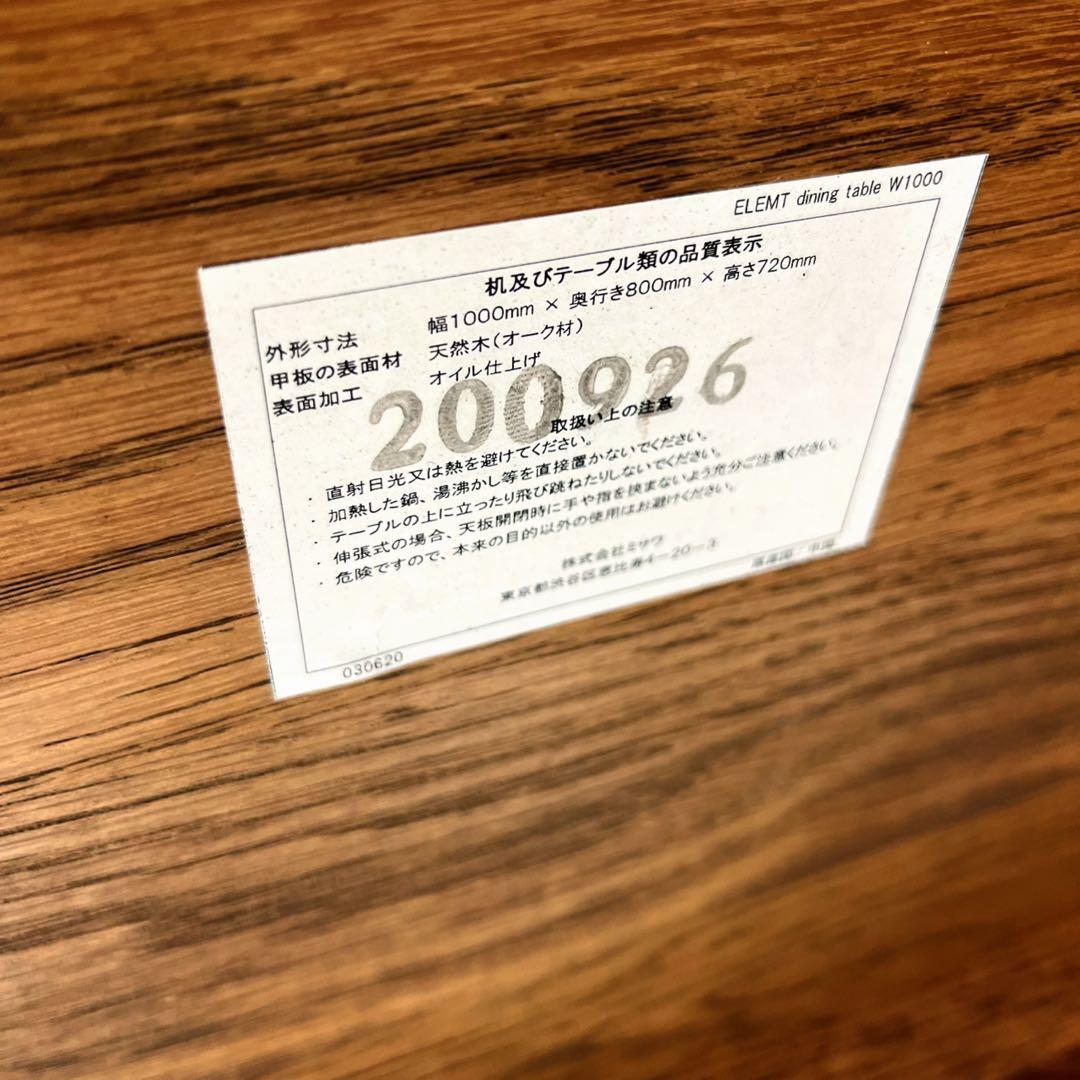 ELEMT dining table W1000
机及びテーブル類の品質表示
外形寸法 幅1000mm × 奥行き800mm × 高さ720mm
甲板の表面材 天然木(オーク材)
表面加工 オイル仕上げ
200926
取扱い上の注意
・直射日光又は熱を避けてください。
・加熱した鍋、湯沸かし等を直接置かないでください。
・テーブルの上に立ったり飛び跳ねたりしないでください。
・伸張式の場合、天板開閉時に手や指を挟まないよう充分ご注意ください。
・危険ですので、本来の目的以外の使用はお避けください。
株式会社ミサワ
東京都渋谷区恵比寿4-20-3
原産国:中国
030620